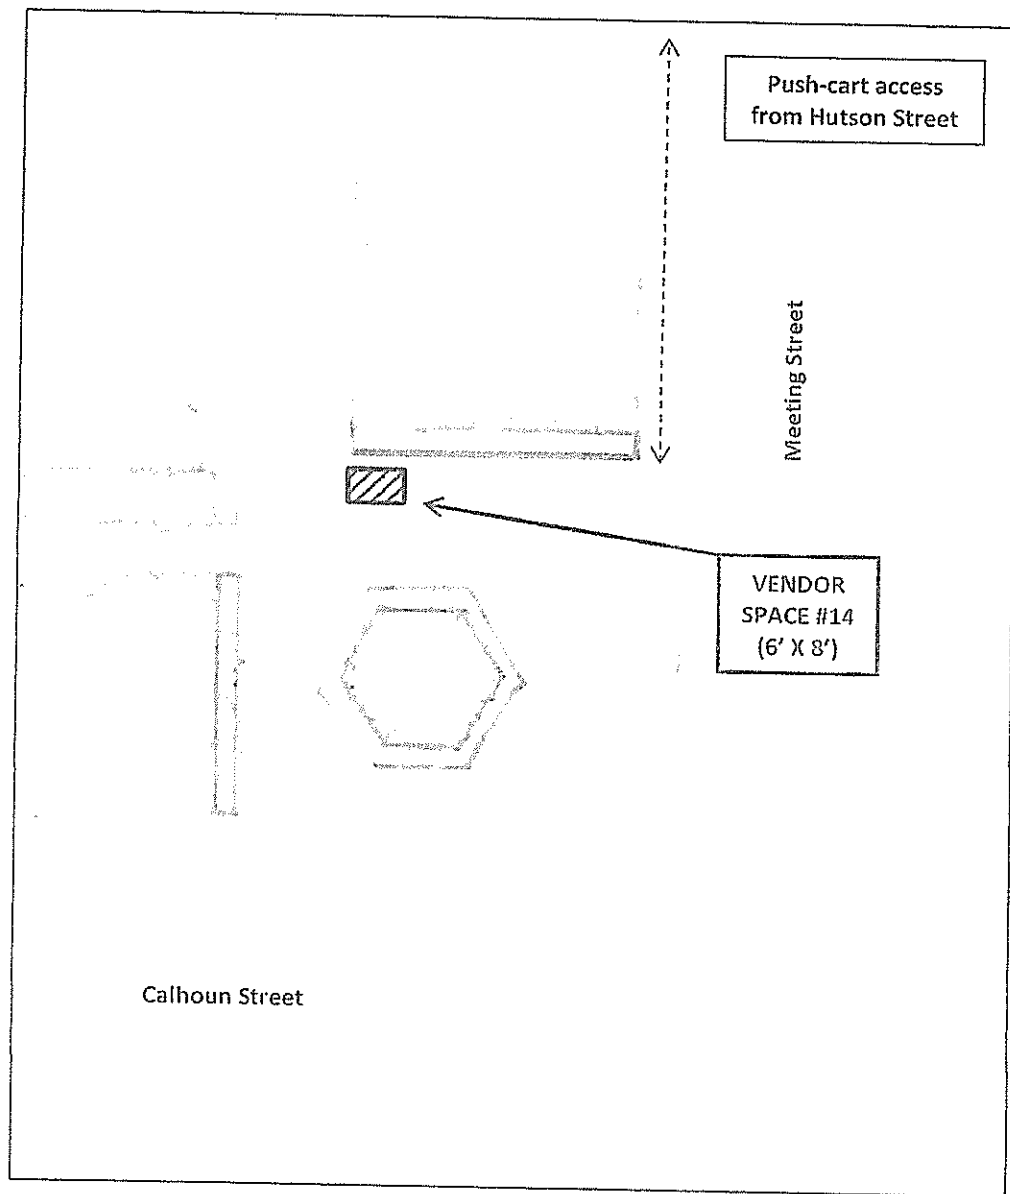 Push-cart access
from Hutson Street
Meeting Street
VENDOR
SPACE #14
(6' X 8')
Calhoun Street